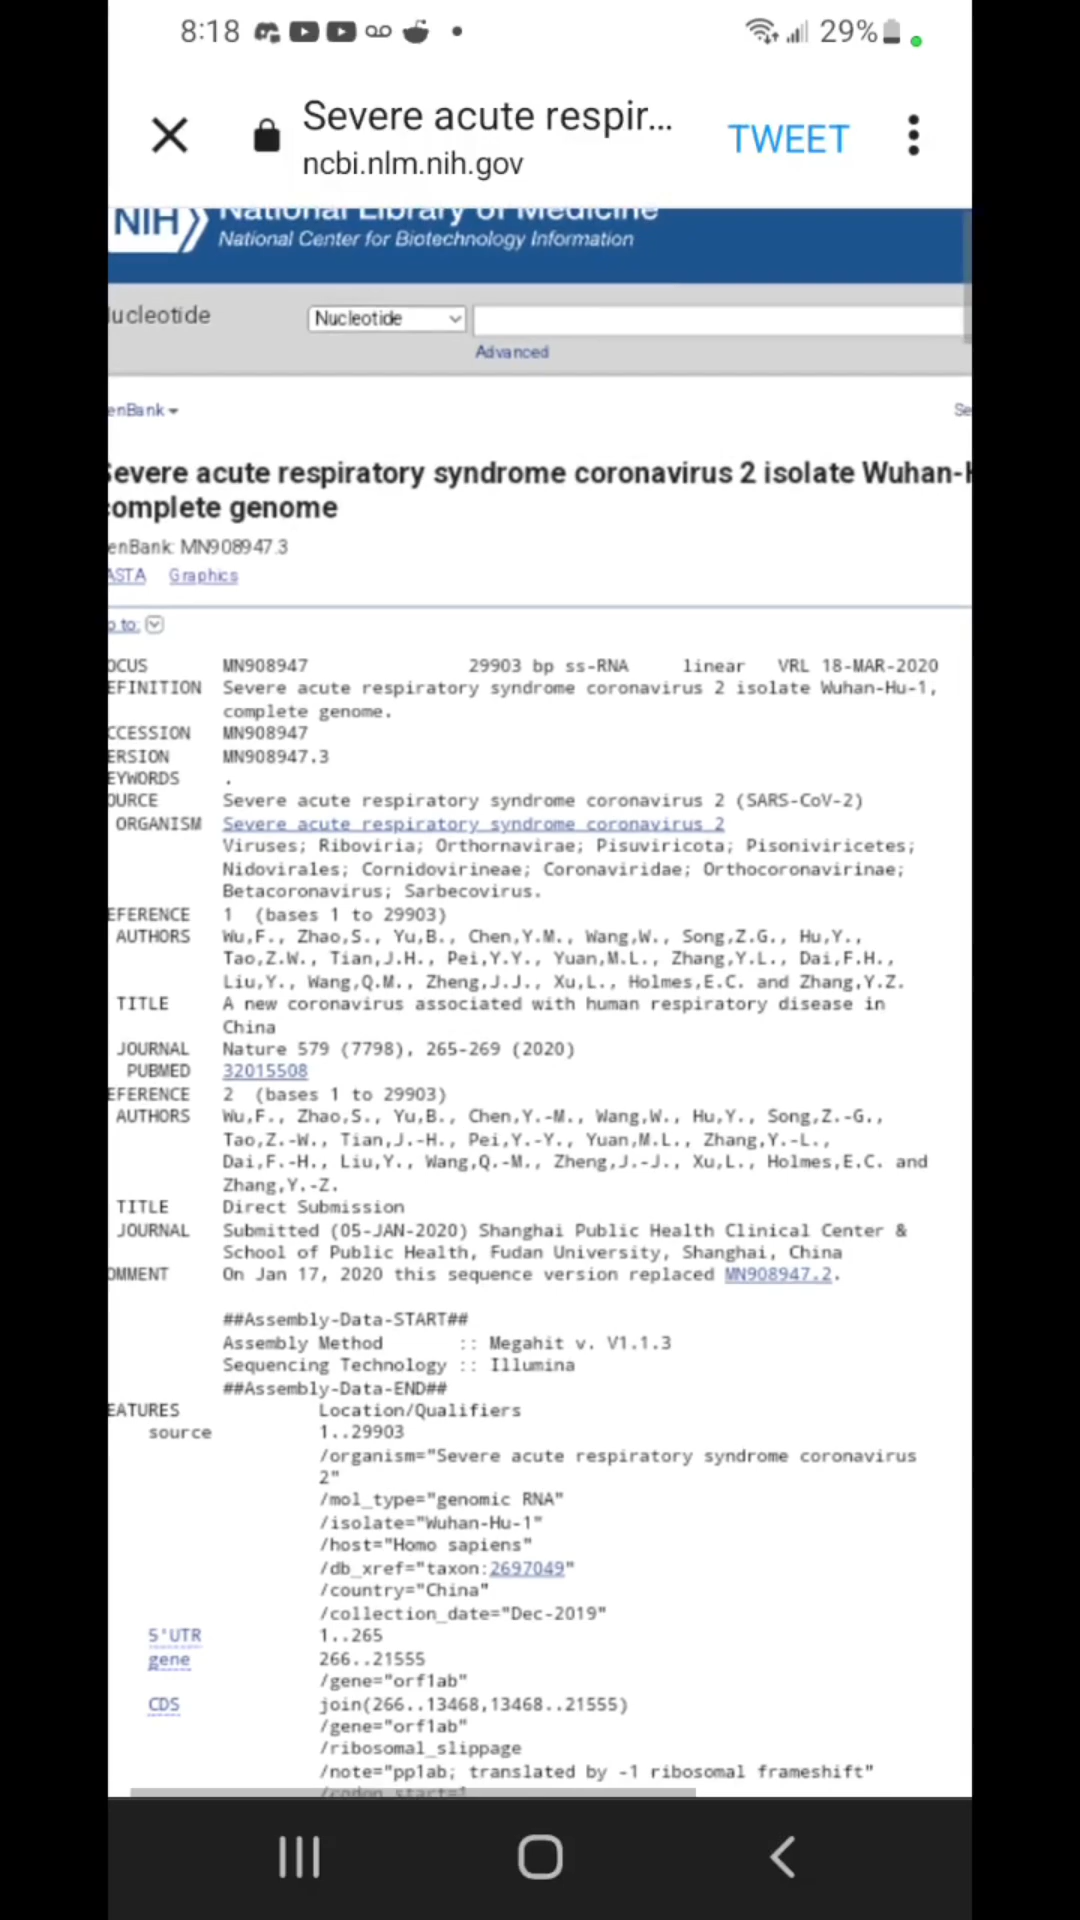 8:18 29%
Severe acute respir... TWEET
ncbi.nlm.nih.gov
NIH National Library of Medicine
National Center for Biotechnology Information
ucleotide Nucleotide
Advanced
enBank Se
Severe acute respiratory syndrome coronavirus 2 isolate Wuhan-H
complete genome
enBank: MN908947.3
ASTA Graphics
o to:
OCUS MN908947 29903 bp ss-RNA linear VRL 18-MAR-2020
EFINITION Severe acute respiratory syndrome coronavirus 2 isolate Wuhan-Hu-1,
complete genome.
CCESSION MN908947
ERSION MN908947.3
EYWORDS .
OURCE Severe acute respiratory syndrome coronavirus 2 (SARS-CoV-2)
ORGANISM Severe acute respiratory syndrome coronavirus 2
Viruses; Riboviria; Orthornavirae; Pisuviricota; Pisoniviricetes;
Nidovirales; Cornidovirineae; Coronaviridae; Orthocoronavirinae;
Betacoronavirus; Sarbecovirus.
EFERENCE 1 (bases 1 to 29903)
AUTHORS Wu,F., Zhao,S., Yu,B., Chen,Y.M., Wang,W., Song,Z.G., Hu,Y.,
Tao,Z.W., Tian,J.H., Pei,Y.Y., Yuan,M.L., Zhang,Y.L., Dai,F.H.,
Liu,Y., Wang,Q.M., Zheng,J.J., Xu,L., Holmes,E.C. and Zhang,Y.Z.
TITLE A new coronavirus associated with human respiratory disease in
China
JOURNAL Nature 579 (7798), 265-269 (2020)
PUBMED 32015508
EFERENCE 2 (bases 1 to 29903)
AUTHORS Wu,F., Zhao,S., Yu,B., Chen,Y.-M., Wang,W., Hu,Y., Song,Z.-G.,
Tao,Z.-W., Tian,J.-H., Pei,Y.-Y., Yuan,M.L., Zhang,Y.-L.,
Dai,F.-H., Liu,Y., Wang,Q.-M., Zheng,J.-J., Xu,L., Holmes,E.C. and
Zhang,Y.-Z.
TITLE Direct Submission
JOURNAL Submitted (05-JAN-2020) Shanghai Public Health Clinical Center &
School of Public Health, Fudan University, Shanghai, China
OMMENT On Jan 17, 2020 this sequence version replaced MN908947.2.
##Assembly-Data-START##
Assembly Method :: Megahit v. V1.1.3
Sequencing Technology :: Illumina
##Assembly-Data-END##
EATURES Location/Qualifiers
source 1..29903
/organism="Severe acute respiratory syndrome coronavirus
2"
/mol_type="genomic RNA"
/isolate="Wuhan-Hu-1"
/host="Homo sapiens"
/db_xref="taxon:2697049"
/country="China"
/collection_date="Dec-2019"
5'UTR 1..265
gene 266..21555
/gene="orf1ab"
CDS join(266..13468,13468..21555)
/gene="orf1ab"
/ribosomal_slippage
/note="pp1ab; translated by -1 ribosomal frameshift"
/codon_start=1